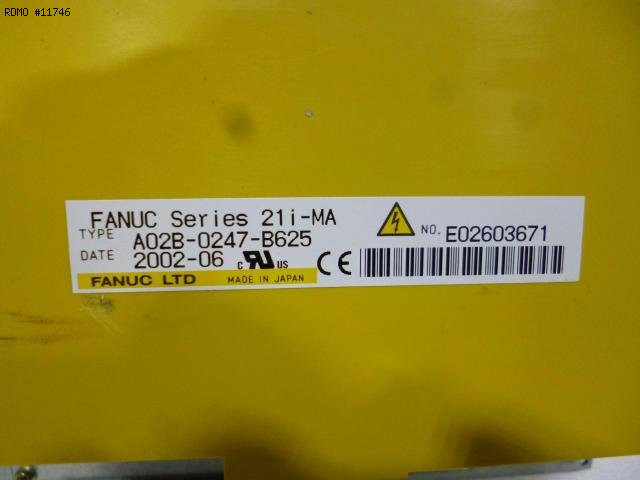 RDMO #11746
FANUC Series 21i-MA
TYPE A02B-0247-B625
DATE 2002-06
c RU US
CE
FANUC LTD MADE IN JAPAN
NO. E02603671